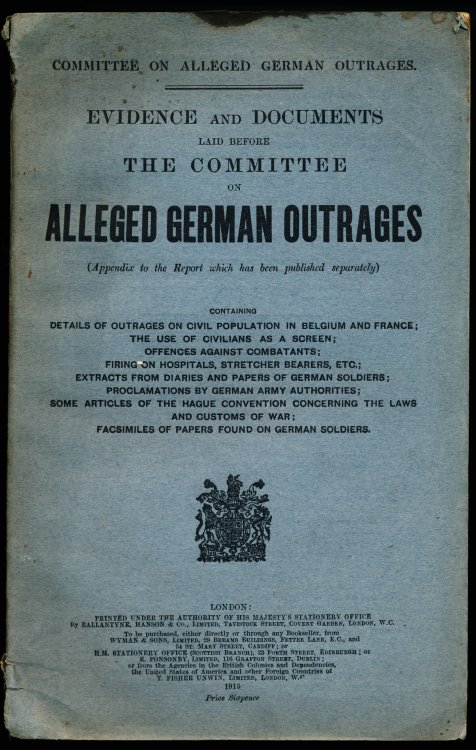 COMMITTEE ON ALLEGED GERMAN OUTRAGES.
EVIDENCE AND DOCUMENTS
LAID BEFORE
THE COMMITTEE
ON
ALLEGED GERMAN OUTRAGES
(Appendix to the Report which has been published separately)
CONTAINING
DETAILS OF OUTRAGES ON CIVIL POPULATION IN BELGIUM AND FRANCE;
THE USE OF CIVILIANS AS A SCREEN;
OFFENCES AGAINST COMBATANTS;
FIRING ON HOSPITALS, STRETCHER BEARERS, ETC.;
EXTRACTS FROM DIARIES AND PAPERS OF GERMAN SOLDIERS;
PROCLAMATIONS BY GERMAN ARMY AUTHORITIES;
SOME ARTICLES OF THE HAGUE CONVENTION CONCERNING THE LAWS
AND CUSTOMS OF WAR;
FACSIMILES OF PAPERS FOUND ON GERMAN SOLDIERS.
LONDON:
PRINTED UNDER THE AUTHORITY OF HIS MAJESTY'S STATIONERY OFFICE
By BALLANTYNE, HANSON & Co., LIMITED, TAVISTOCK STREET, COVENT GARDEN, LONDON, W.C.
To be purchased, either directly or through any Bookseller, from
WYMAN & SONS, LIMITED, 29 BREAMS BUILDINGS, FETTER LANE, E.C., and
54 ST. MARY STREET, CARDIFF; or
H.M. STATIONERY OFFICE (SCOTTISH BRANCH), 23 FORTH STREET, EDINBURGH; or
E. PONSONBY, LIMITED, 116 GRAFTON STREET, DUBLIN;
or from the Agencies in the British Colonies and Dependencies,
the United States of America and other Foreign Countries of
T. FISHER UNWIN, LIMITED, LONDON, W.C.
1915
Price Sixpence